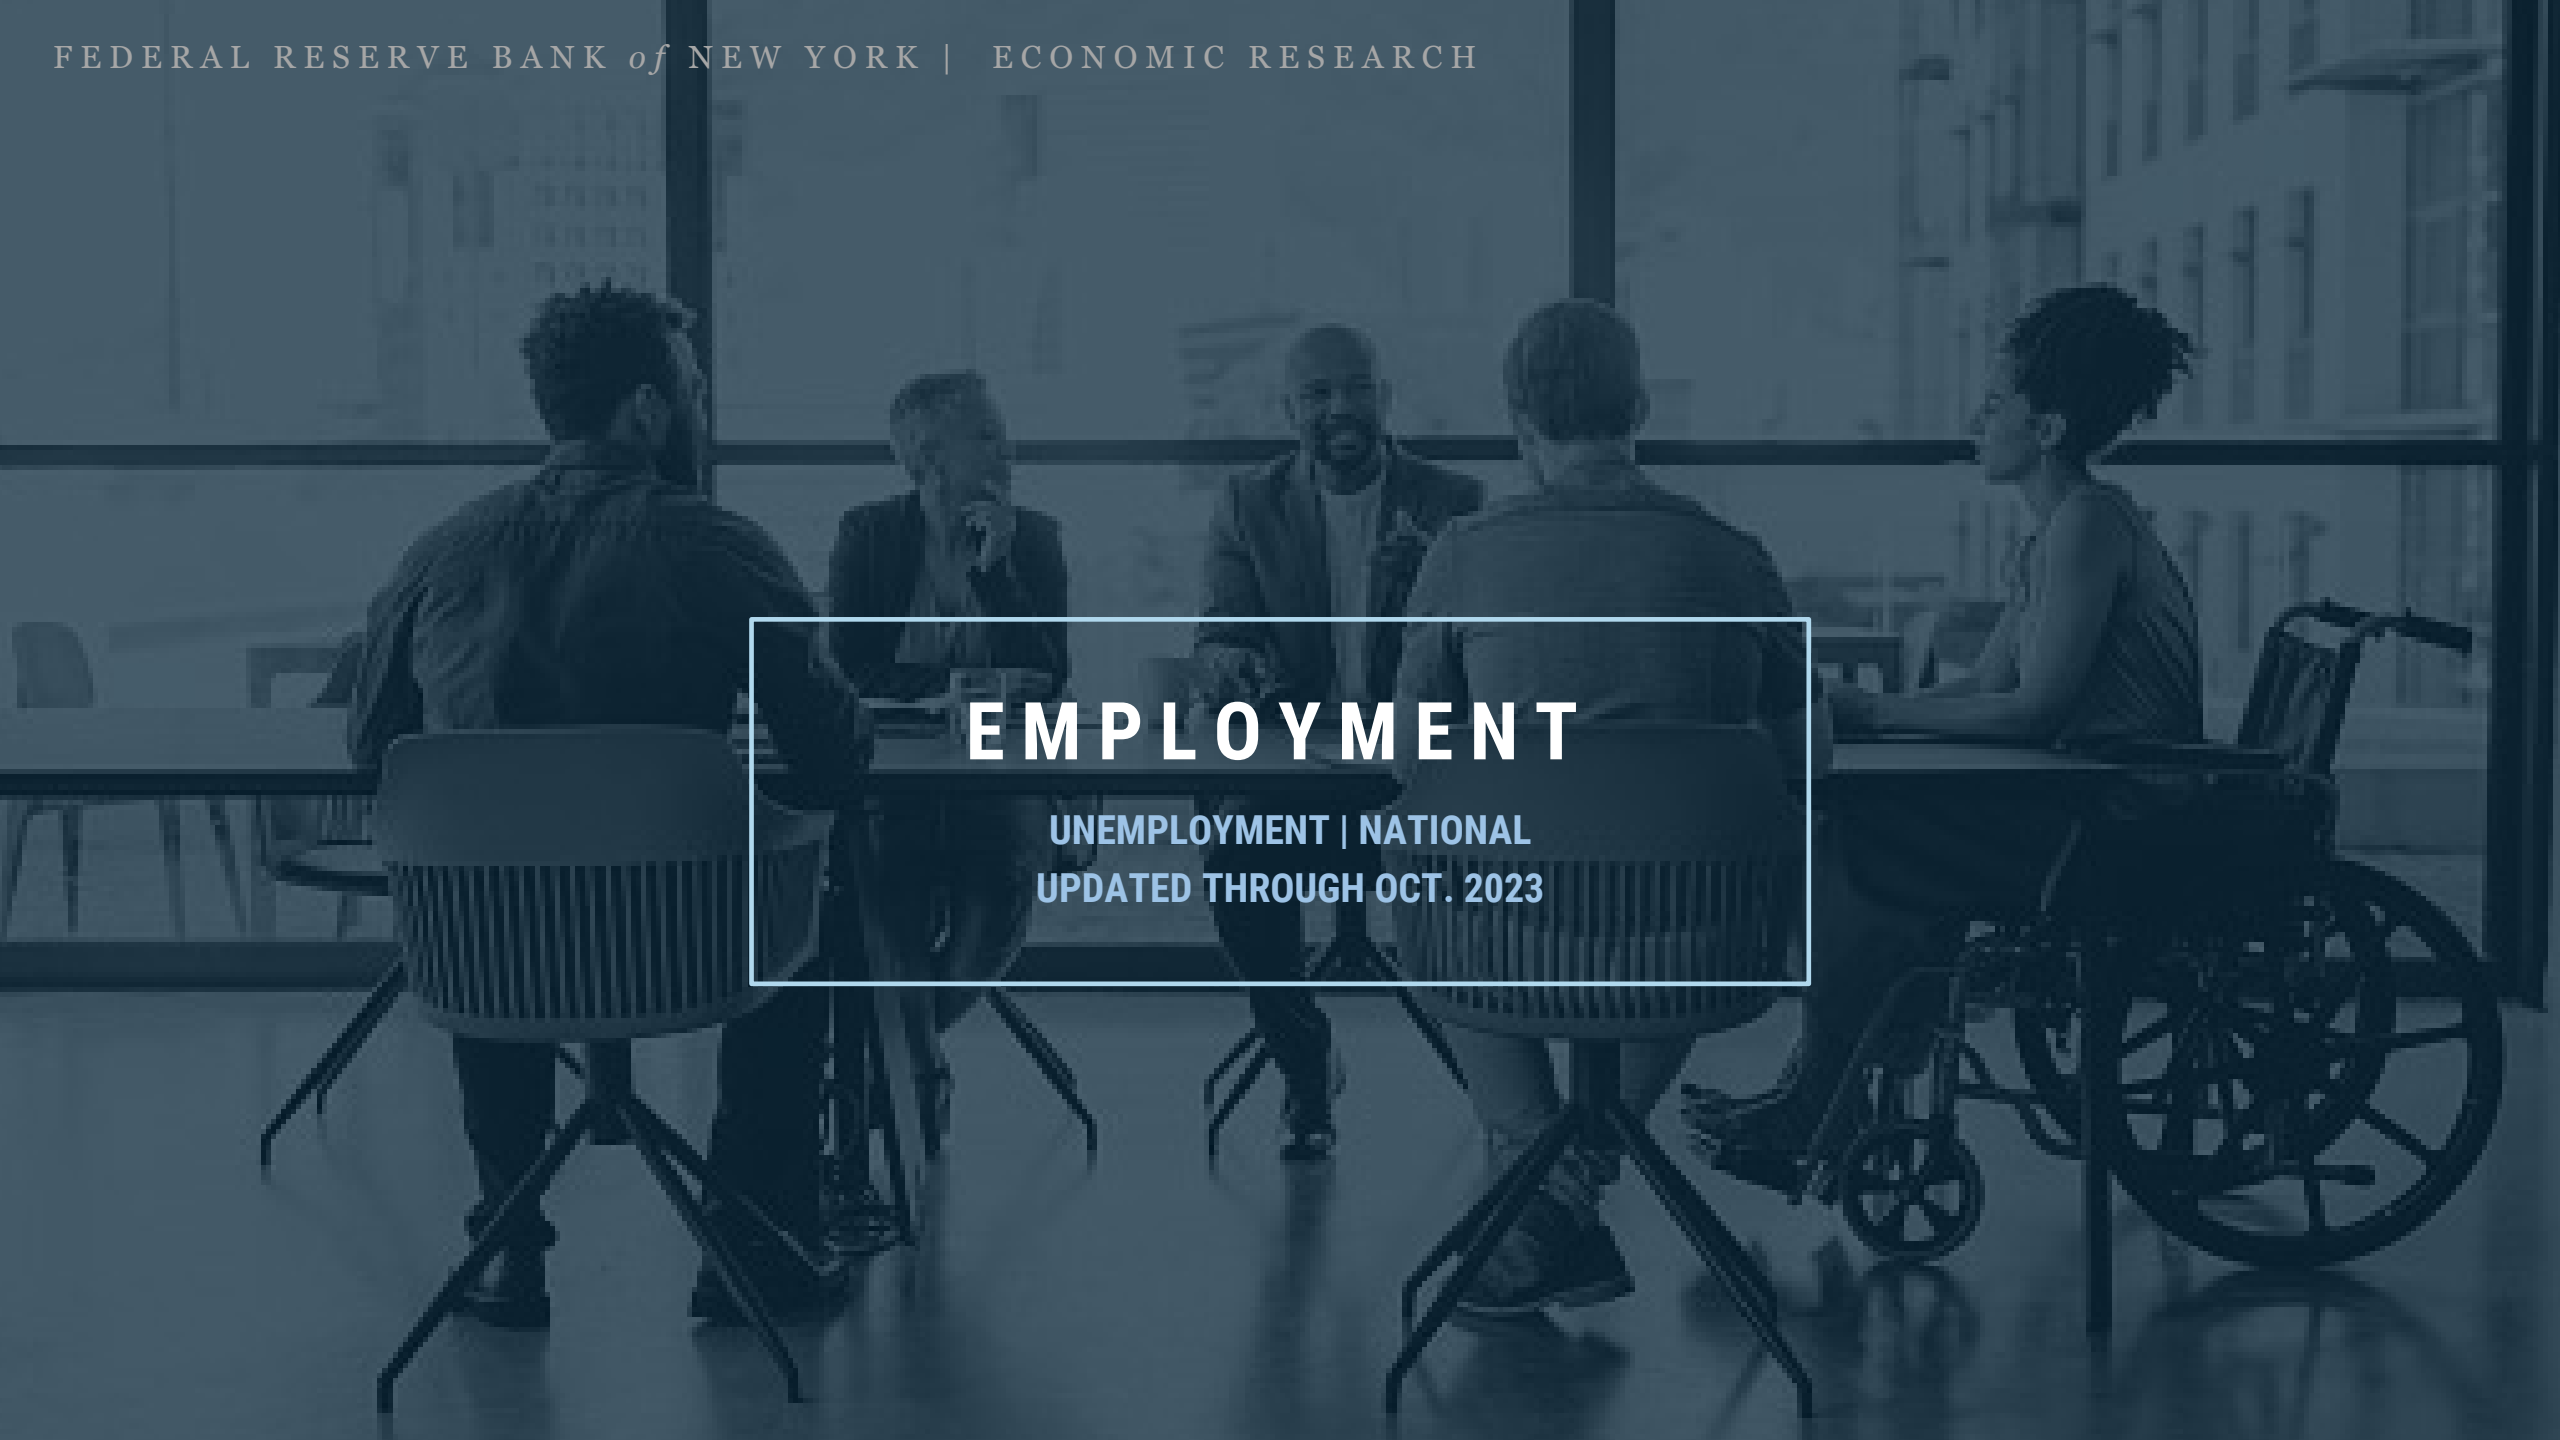 FEDERAL RESERVE BANK of NEW YORK | ECONOMIC RESEARCH
EMPLOYMENT
UNEMPLOYMENT | NATIONAL
UPDATED THROUGH OCT. 2023